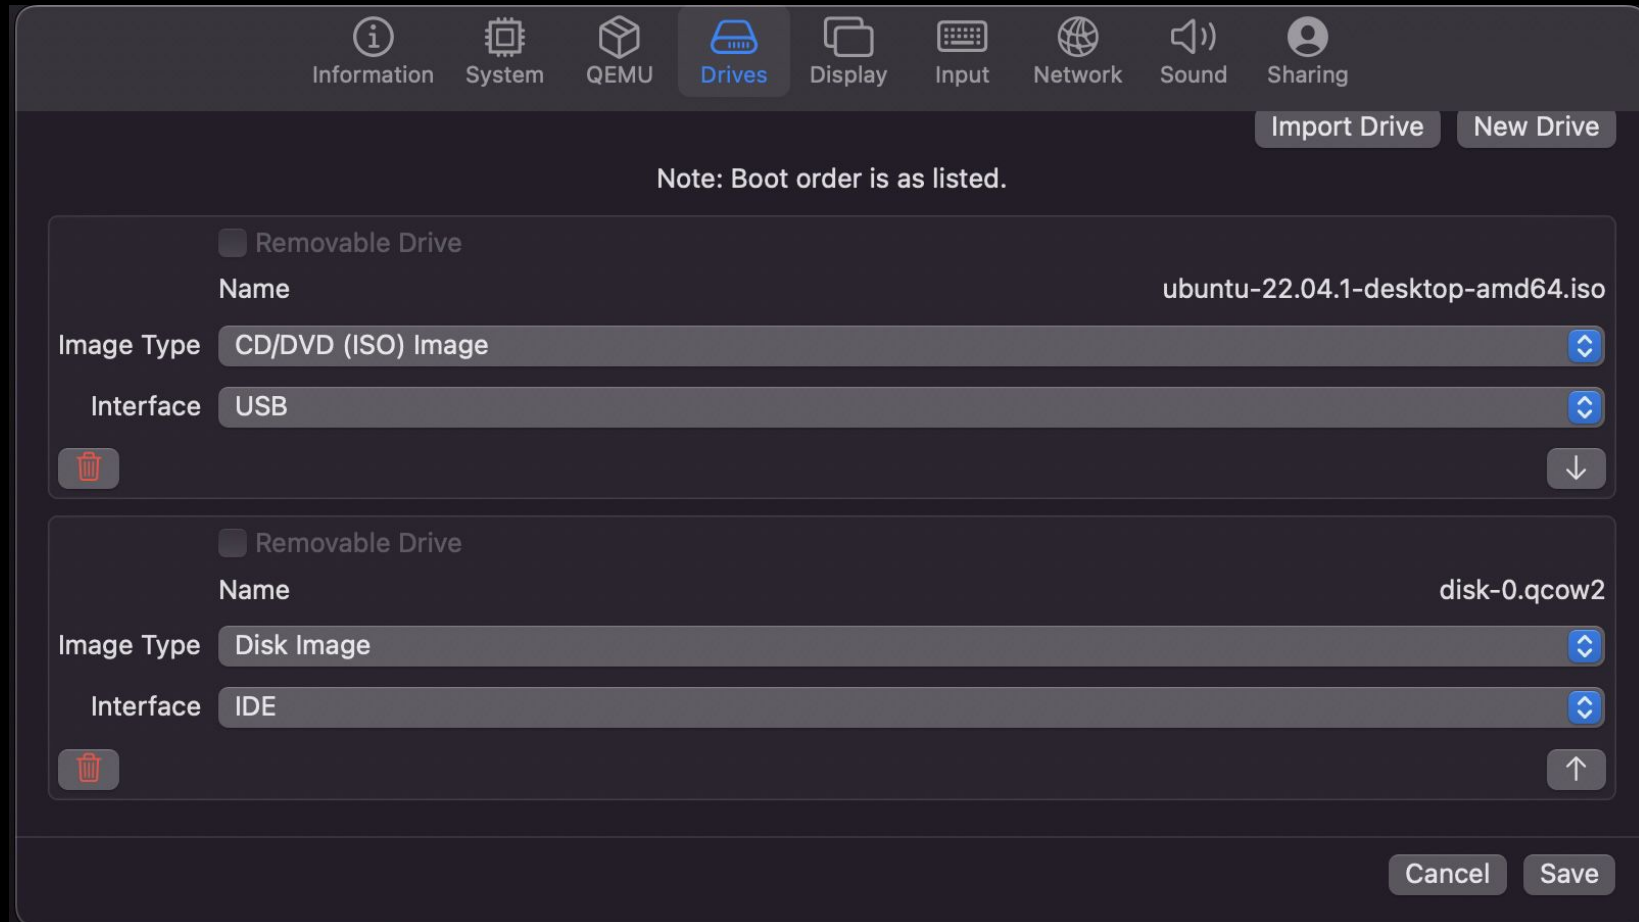 Information System QEMU Drives Display Input Network Sound Sharing
Import Drive New Drive
Note: Boot order is as listed.
Removable Drive
Name ubuntu-22.04.1-desktop-amd64.iso
Image Type CD/DVD (ISO) Image
Interface USB
Removable Drive
Name disk-0.qcow2
Image Type Disk Image
Interface IDE
Cancel Save